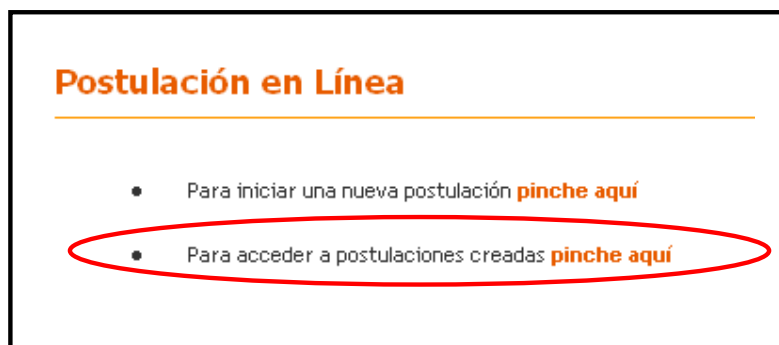 Postulación en Línea
● Para iniciar una nueva postulación pinche aquí
● Para acceder a postulaciones creadas pinche aquí